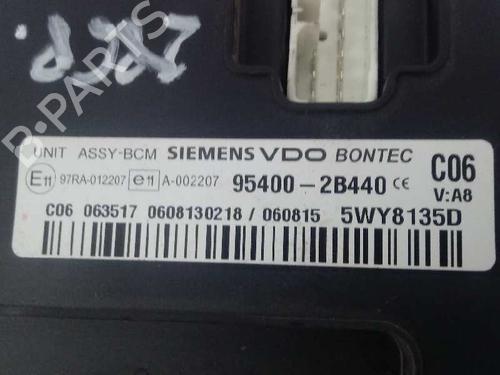 UNIT ASSY-BCM SIEMENS VDO BONTEC C06
E11 97RA-012207 e11 A-002207 95400-2B440 CE V:A8
C06 063517 0608130218 / 060815 5WY8135D
B-PARTS